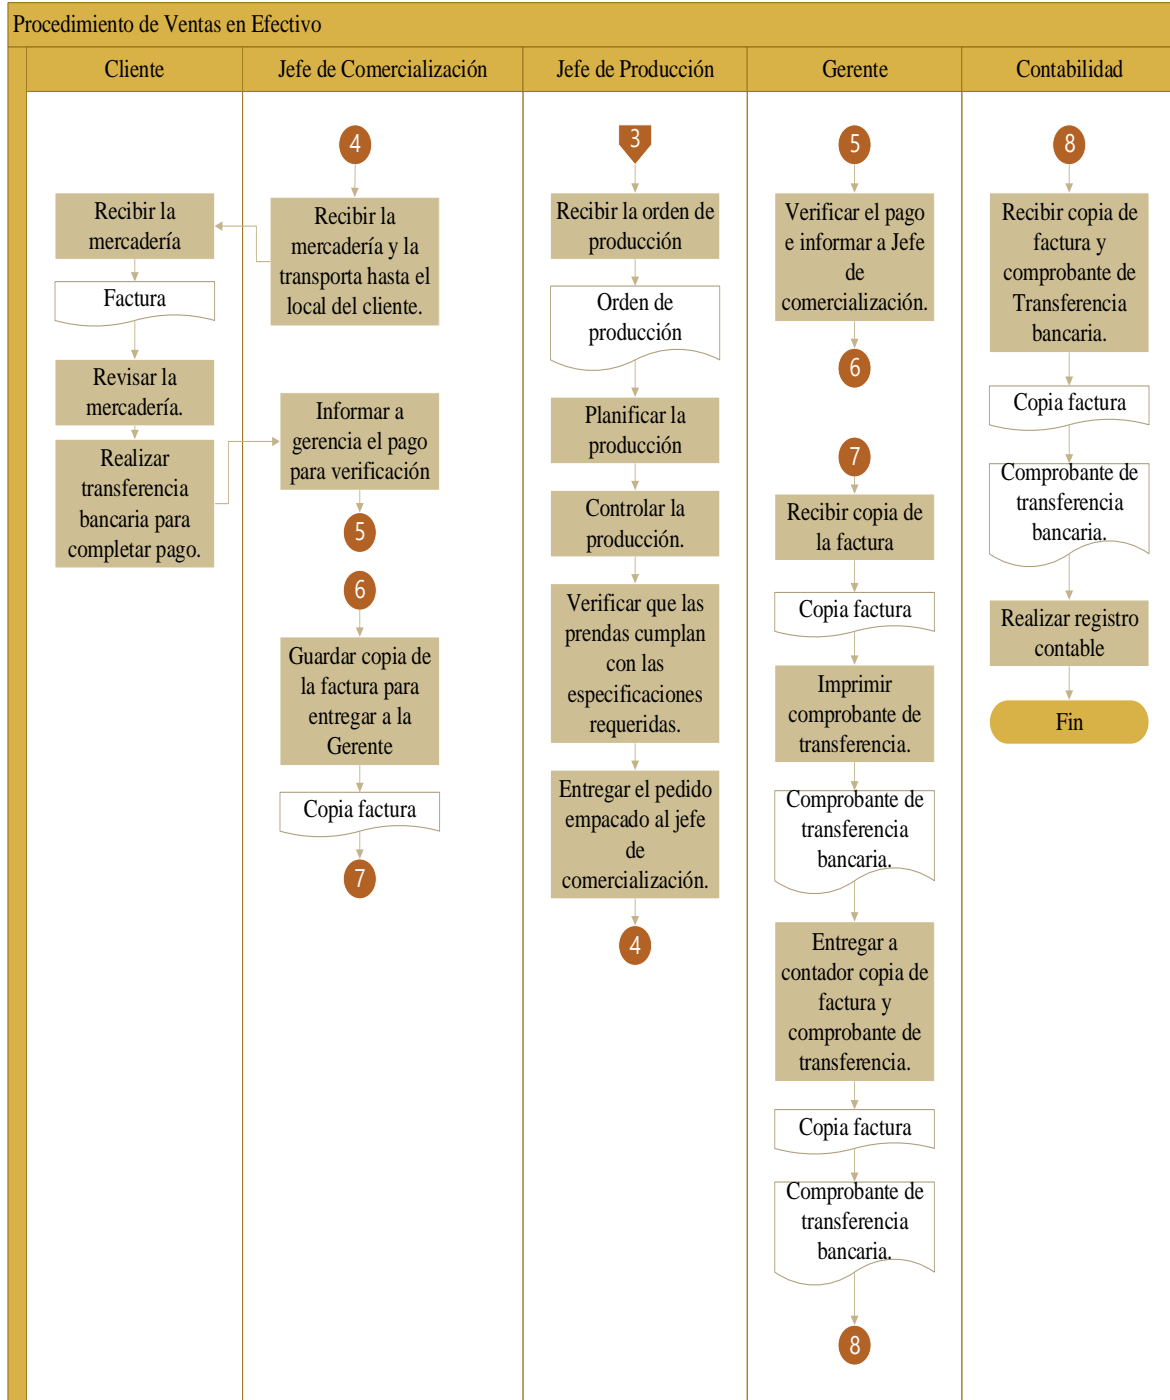 Procedimiento de Ventas en Efectivo
Cliente
Jefe de Comercialización
Jefe de Producción
Gerente
Contabilidad
Recibir la
mercadería
Factura
Revisar la
mercadería.
Realizar
transferencia
bancaria para
completar pago.
4
Recibir la
mercadería y la
transporta hasta el
local del cliente.
Informar a
gerencia el pago
para verificación
5
6
Guardar copia de
la factura para
entregar a la
Gerente
Copia factura
7
3
Recibir la orden de
producción
Orden de
producción
Planificar la
producción
Controlar la
producción.
Verificar que las
prendas cumplan
con las
especificaciones
requeridas.
Entregar el pedido
empacado al jefe
de
comercialización.
4
5
Verificar el pago
e informar a Jefe
de
comercialización.
6
7
Recibir copia de
la factura
Copia factura
Imprimir
comprobante de
transferencia.
Comprobante de
transferencia
bancaria.
Entregar a
contador copia de
factura y
comprobante de
transferencia.
Copia factura
Comprobante de
transferencia
bancaria.
8
8
Recibir copia de
factura y
comprobante de
Transferencia
bancaria.
Copia factura
Comprobante de
transferencia
bancaria.
Realizar registro
contable
Fin